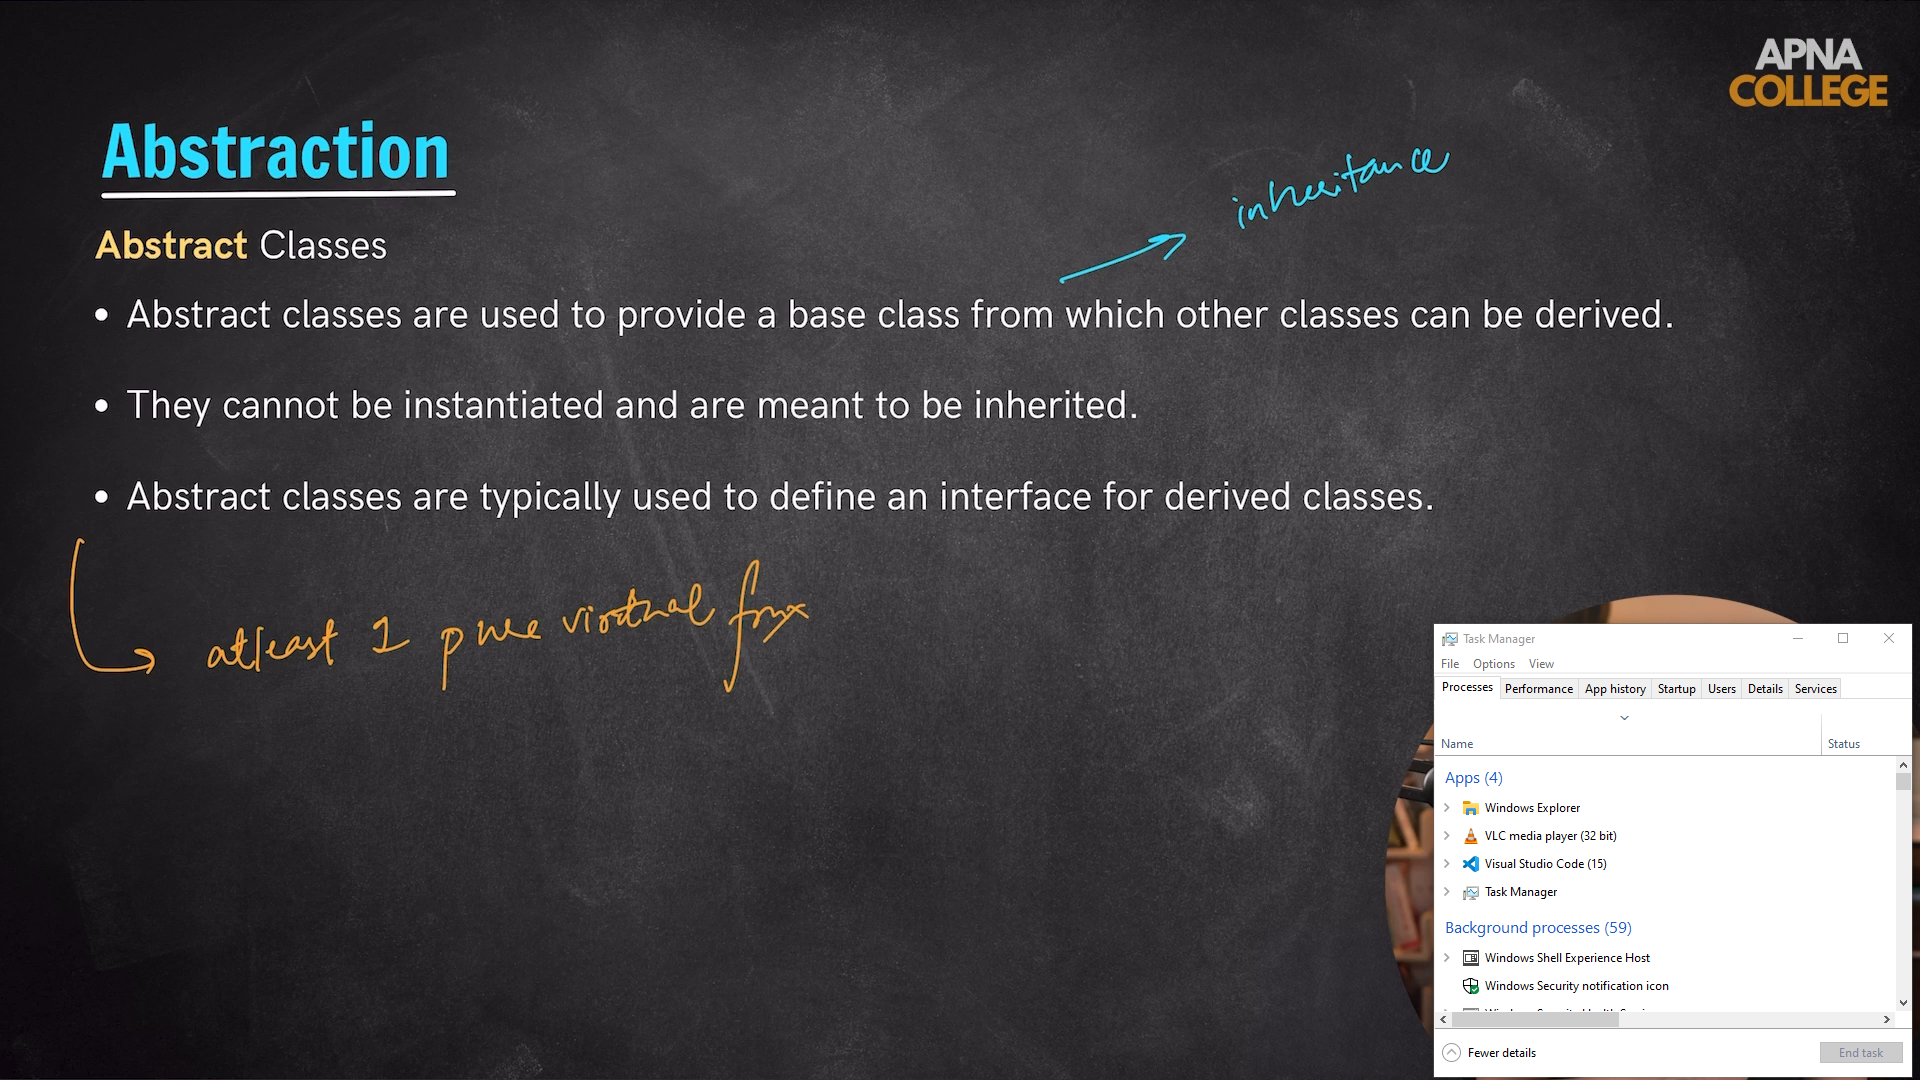 APNA
COLLEGE
Abstraction
inheritance
Abstract Classes
• Abstract classes are used to provide a base class from which other classes can be derived.
• They cannot be instantiated and are meant to be inherited.
• Abstract classes are typically used to define an interface for derived classes.
atleast 1 pure virtual fnx
Task Manager
File Options View
Processes Performance App history Startup Users Details Services
Name Status
Apps (4)
Windows Explorer
VLC media player (32 bit)
Visual Studio Code (15)
Task Manager
Background processes (59)
Windows Shell Experience Host
Windows Security notification icon
Fewer details End task